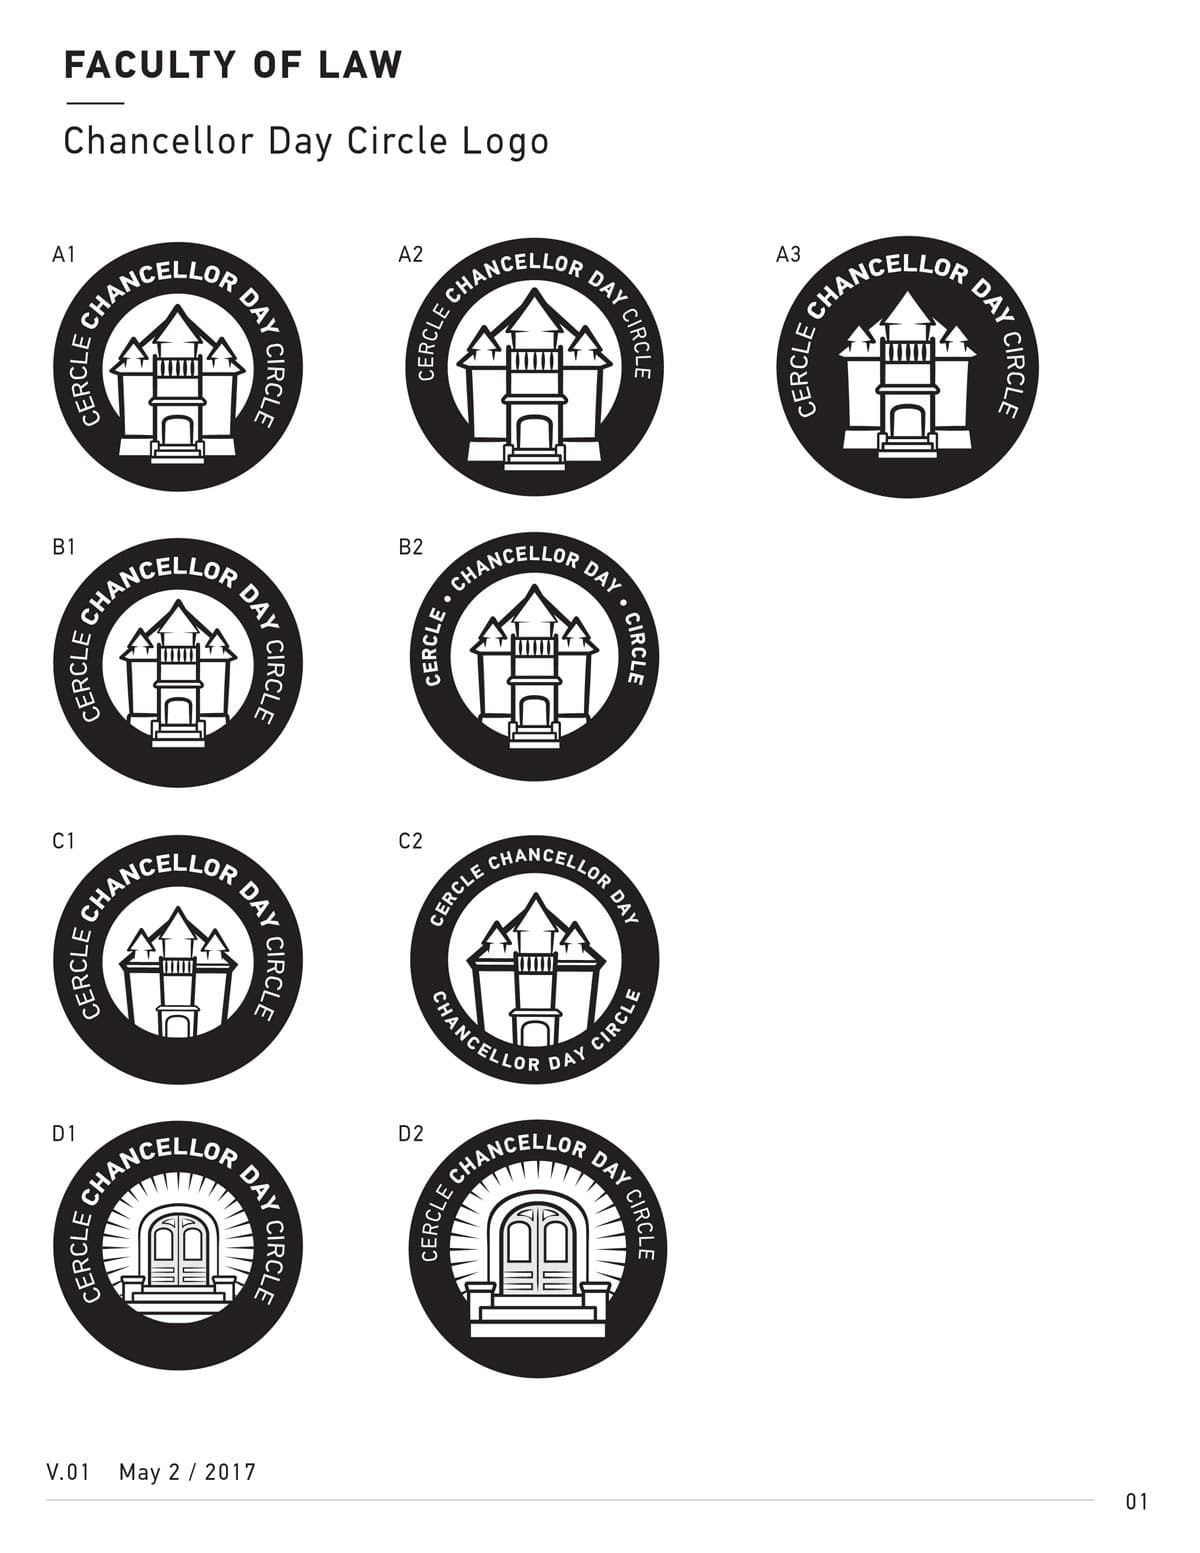 FACULTY OF LAW
Chancellor Day Circle Logo
A1
CERCLE CHANCELLOR DAY CIRCLE
A2
CERCLE CHANCELLOR DAY CIRCLE
A3
CERCLE CHANCELLOR DAY CIRCLE
B1
CERCLE CHANCELLOR DAY CIRCLE
B2
CERCLE • CHANCELLOR DAY • CIRCLE
C1
CERCLE CHANCELLOR DAY CIRCLE
C2
CERCLE CHANCELLOR DAY
CHANCELLOR DAY CIRCLE
D1
CERCLE CHANCELLOR DAY CIRCLE
D2
CERCLE CHANCELLOR DAY CIRCLE
V.01 May 2 / 2017
01